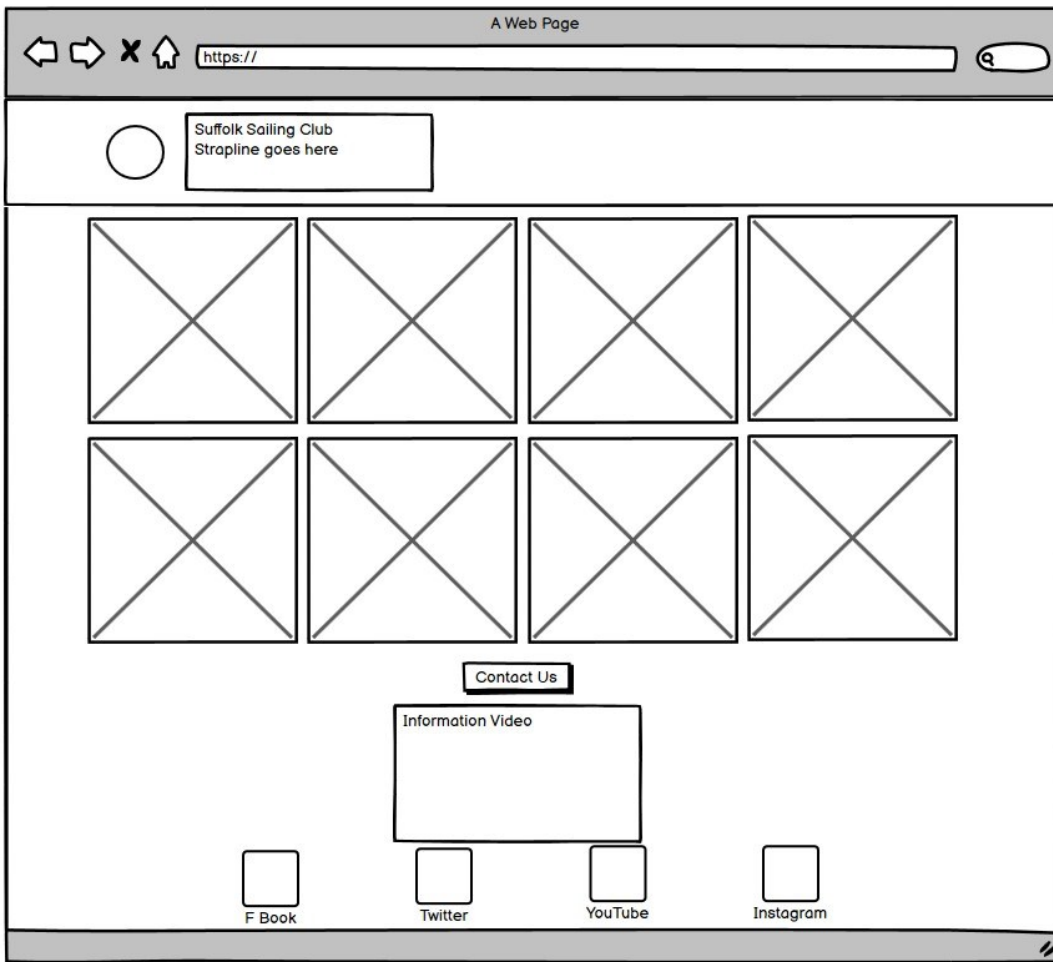 A Web Page
https://
Suffolk Sailing Club
Strapline goes here
Contact Us
Information Video
F Book
Twitter
YouTube
Instagram